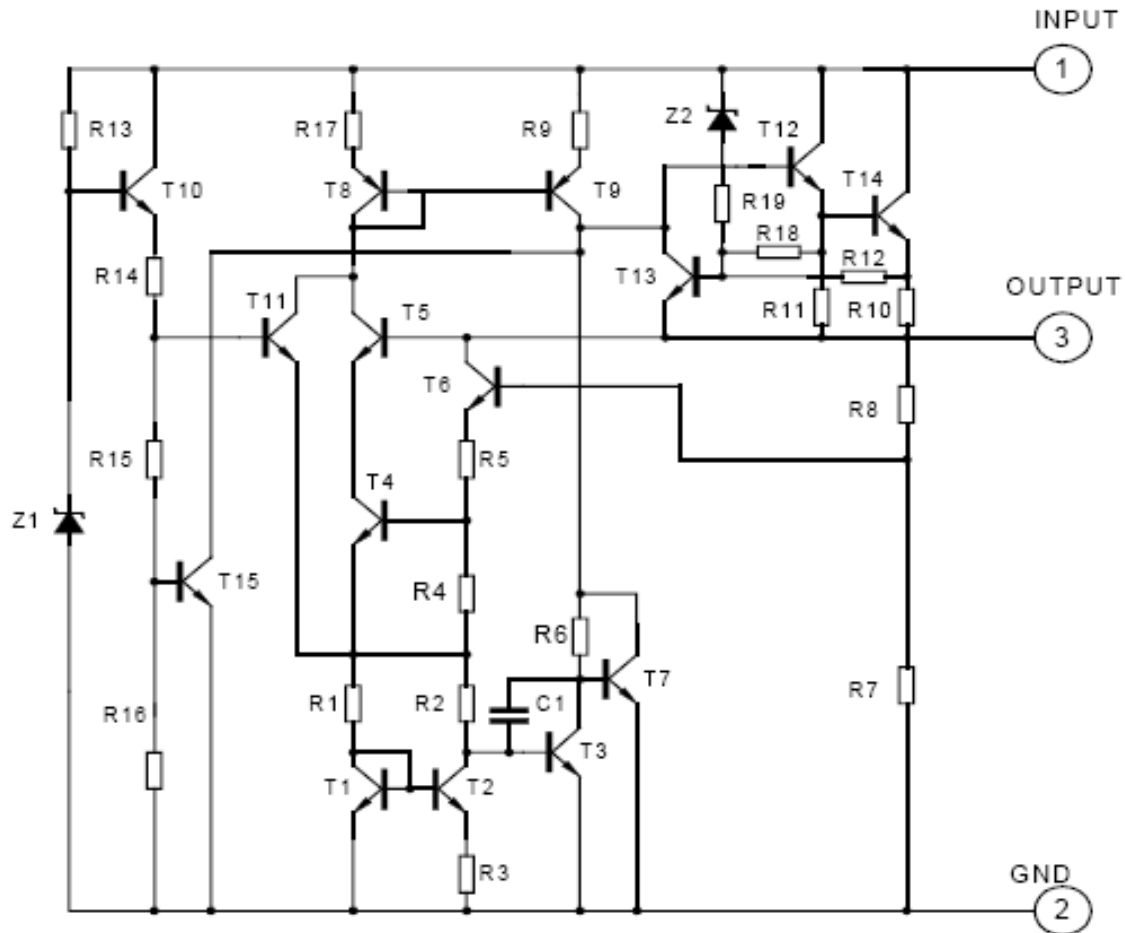 INPUT
1
R13
R17
R9
Z2
T12
T10
T8
T9
T14
R19
R18
R14
T13
R12
T11
T5
R11
R10
OUTPUT
3
T6
R8
R15
R5
T4
Z1
T15
R4
R6
T7
R16
R1
R2
C1
R7
T3
T1
T2
R3
GND
2